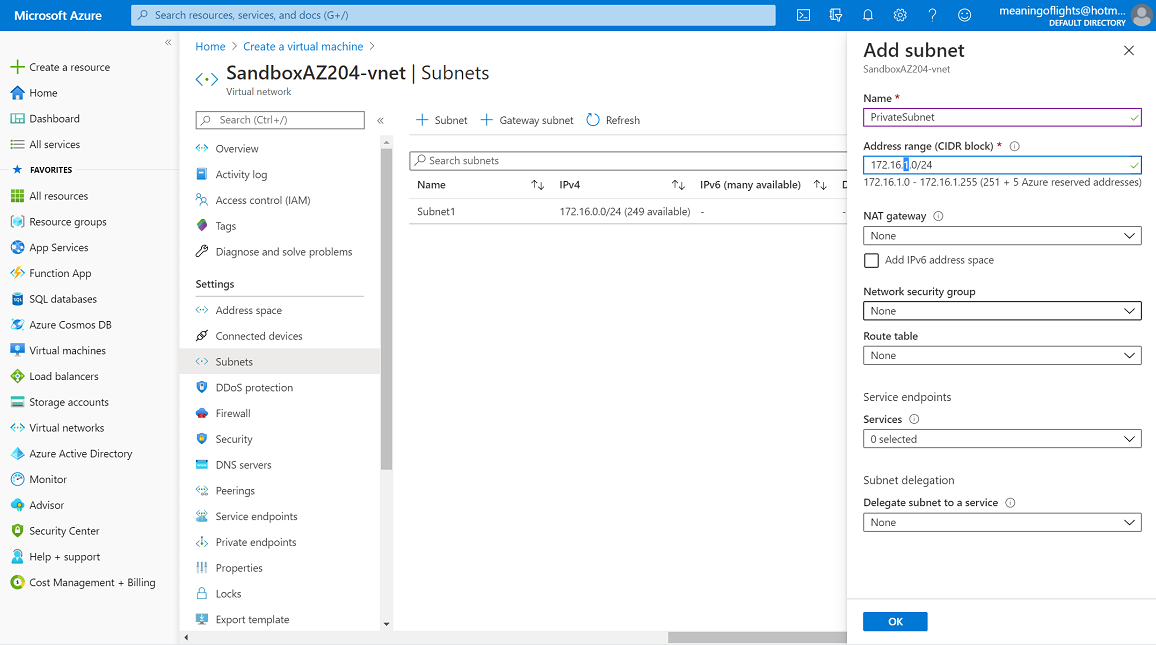 Microsoft Azure
Search resources, services, and docs (G+/)
meaningoflights@hotm...
DEFAULT DIRECTORY
«
Create a resource
Home
Dashboard
All services
FAVORITES
All resources
Resource groups
App Services
Function App
SQL databases
Azure Cosmos DB
Virtual machines
Load balancers
Storage accounts
Virtual networks
Azure Active Directory
Monitor
Advisor
Security Center
Help + support
Cost Management + Billing
Home > Create a virtual machine >
SandboxAZ204-vnet | Subnets
Virtual network
Search (Ctrl+/)
«
Overview
Activity log
Access control (IAM)
Tags
Diagnose and solve problems
Settings
Address space
Connected devices
Subnets
DDoS protection
Firewall
Security
DNS servers
Peerings
Service endpoints
Private endpoints
Properties
Locks
Export template
+ Subnet + Gateway subnet Refresh
Search subnets
Name ↑↓ IPv4 ↑↓ IPv6 (many available) ↑↓ D
Subnet1 172.16.0.0/24 (249 available) - -
Add subnet
SandboxAZ204-vnet
Name *
PrivateSubnet
Address range (CIDR block) *
172.16.1.0/24
172.16.1.0 - 172.16.1.255 (251 + 5 Azure reserved addresses)
NAT gateway
None
Add IPv6 address space
Network security group
None
Route table
None
Service endpoints
Services
0 selected
Subnet delegation
Delegate subnet to a service
None
OK